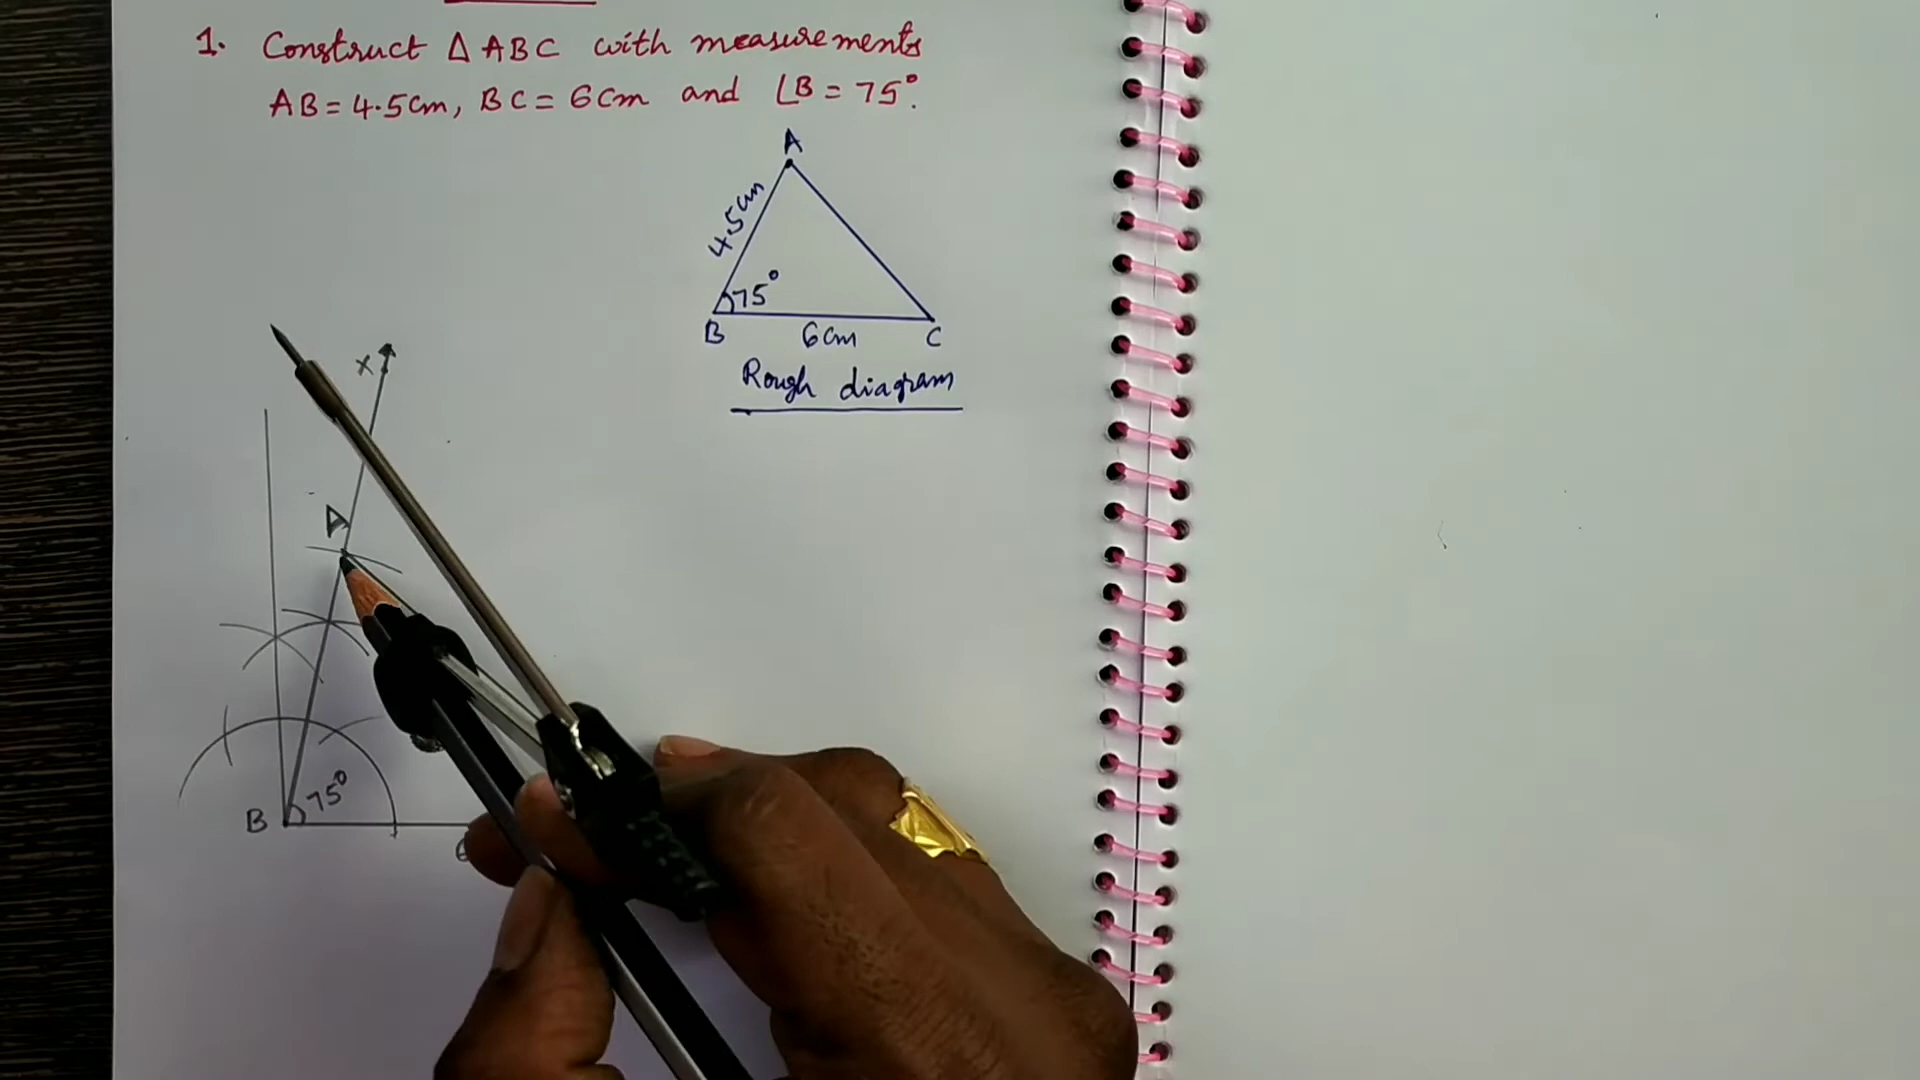 1. Construct Δ ABC with measurements
AB = 4.5cm, BC = 6cm and ∠B = 75°.
A
4.5cm
75°
B 6cm C
Rough diagram
X
A
75°
B